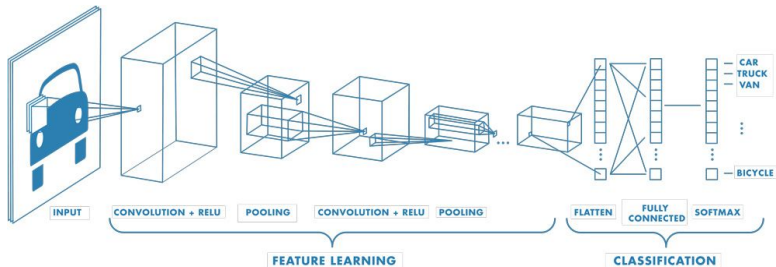 CAR
TRUCK
VAN
BICYCLE
INPUT
CONVOLUTION + RELU
POOLING
CONVOLUTION + RELU
POOLING
FLATTEN
FULLY
CONNECTED
SOFTMAX
FEATURE LEARNING
CLASSIFICATION